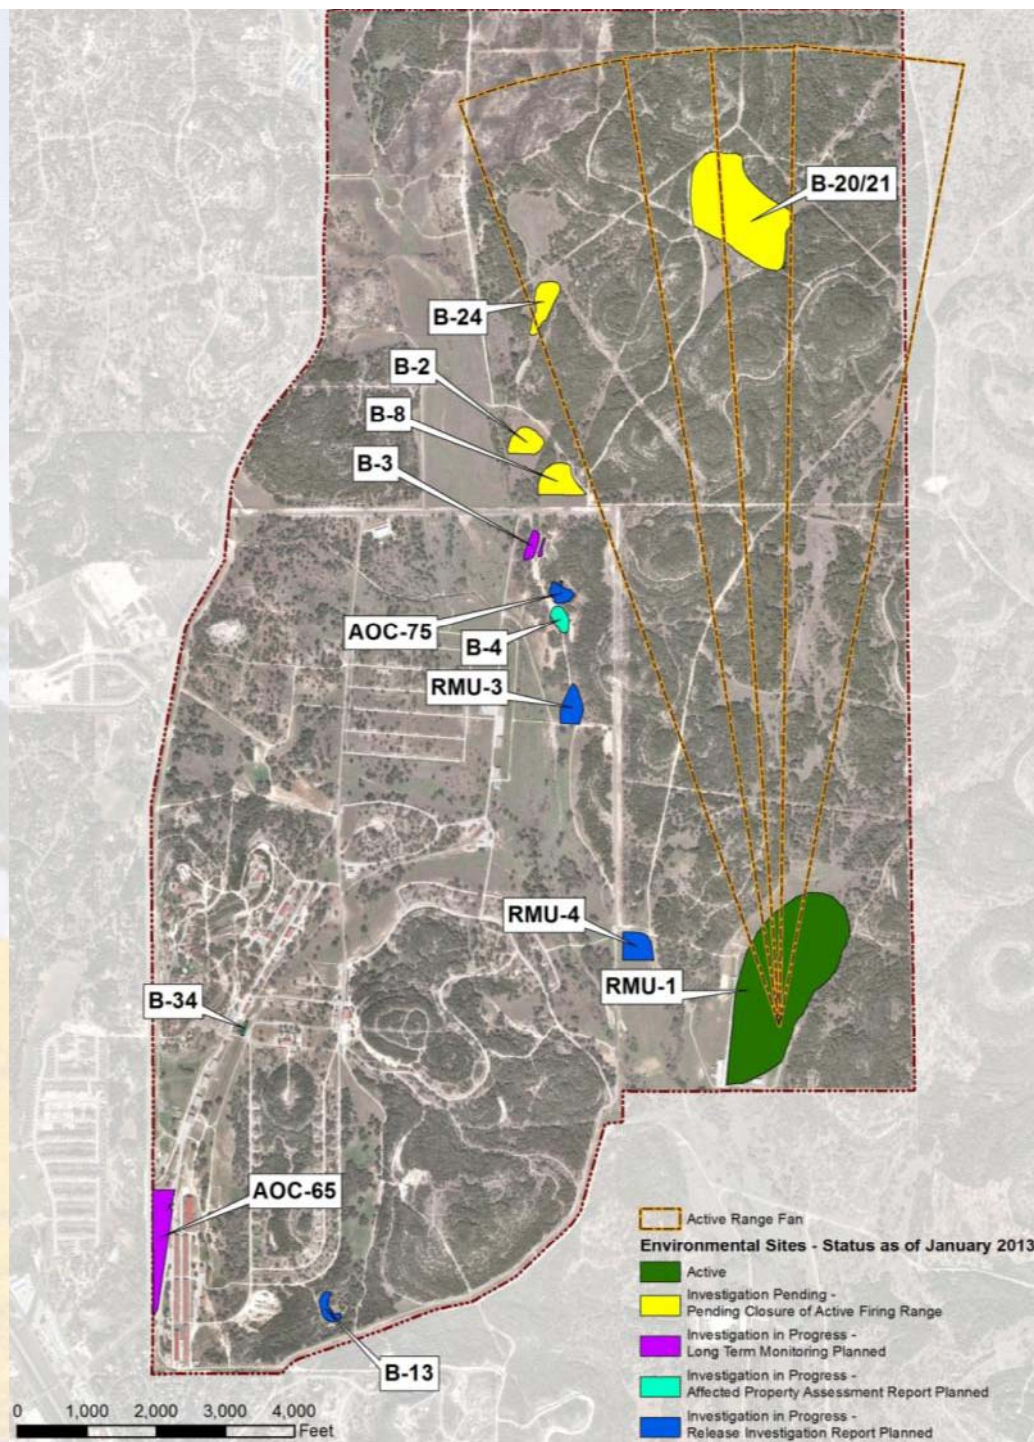 B-20/21
B-24
B-2
B-8
B-3
AOC-75
B-4
RMU-3
RMU-4
RMU-1
B-34
AOC-65
B-13
Active Range Fan
Environmental Sites - Status as of January 2013
Active
Investigation Pending -
Pending Closure of Active Firing Range
Investigation in Progress -
Long Term Monitoring Planned
Investigation in Progress -
Affected Property Assessment Report Planned
Investigation in Progress -
Release Investigation Report Planned
0 1,000 2,000 3,000 4,000
Feet